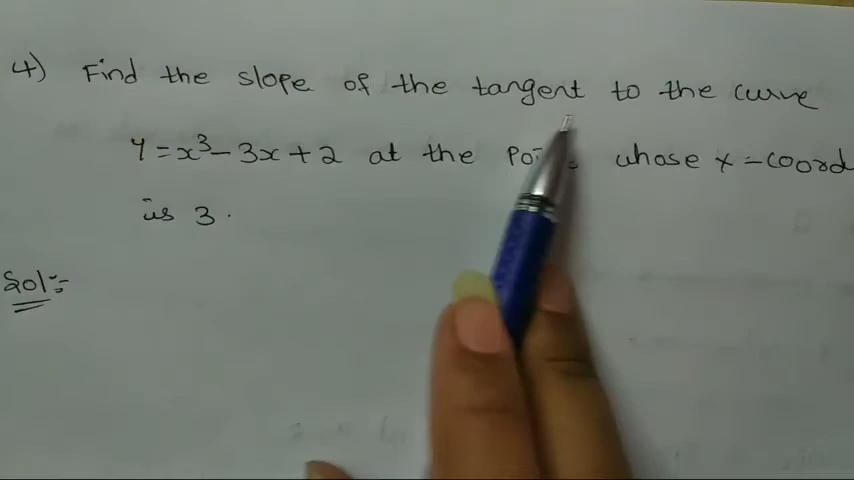 4) Find the slope of the tangent to the curve
y = x³ - 3x + 2 at the whose x-coord
is 3.
Sol:-